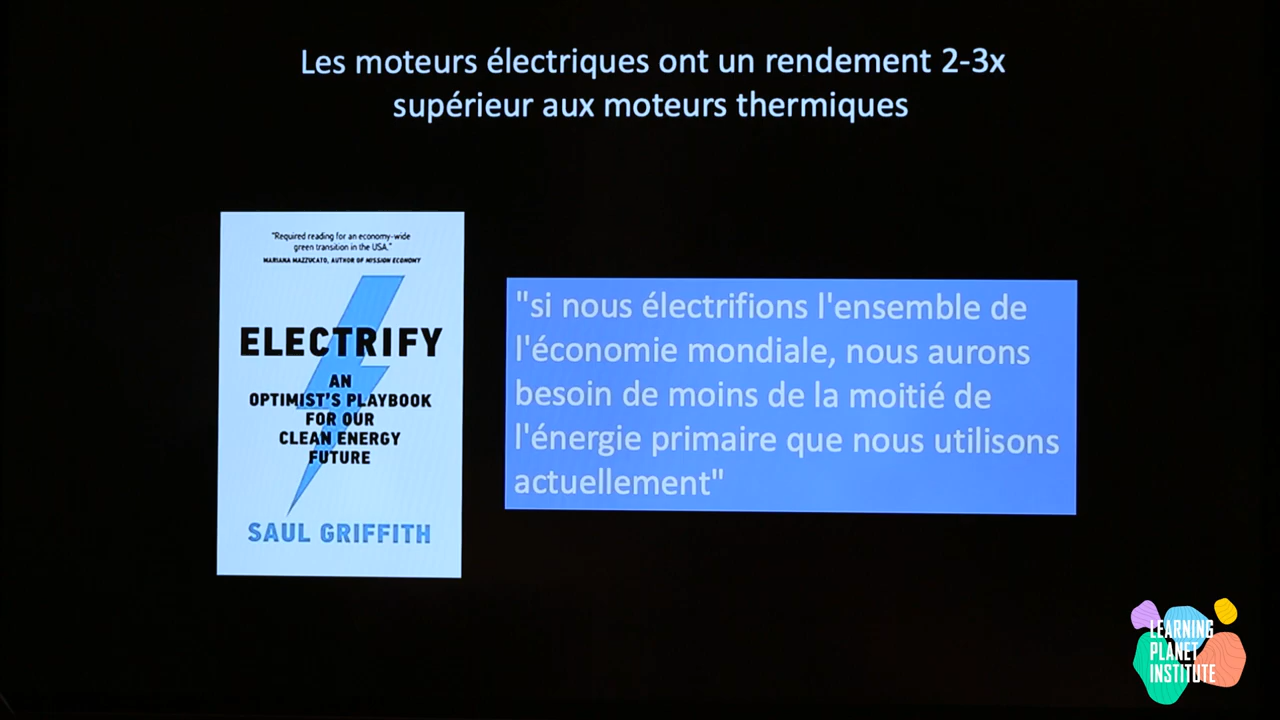 Les moteurs électriques ont un rendement 2-3x
supérieur aux moteurs thermiques
"Required reading for an economy-wide
green transition in the USA."
MARIANA MAZZUCATO, AUTHOR OF MISSION ECONOMY
ELECTRIFY
AN
OPTIMIST'S PLAYBOOK
FOR OUR
CLEAN ENERGY
FUTURE
SAUL GRIFFITH
"si nous électrifions l'ensemble de
l'économie mondiale, nous aurons
besoin de moins de la moitié de
l'énergie primaire que nous utilisons
actuellement"
LEARNING
PLANET
INSTITUTE